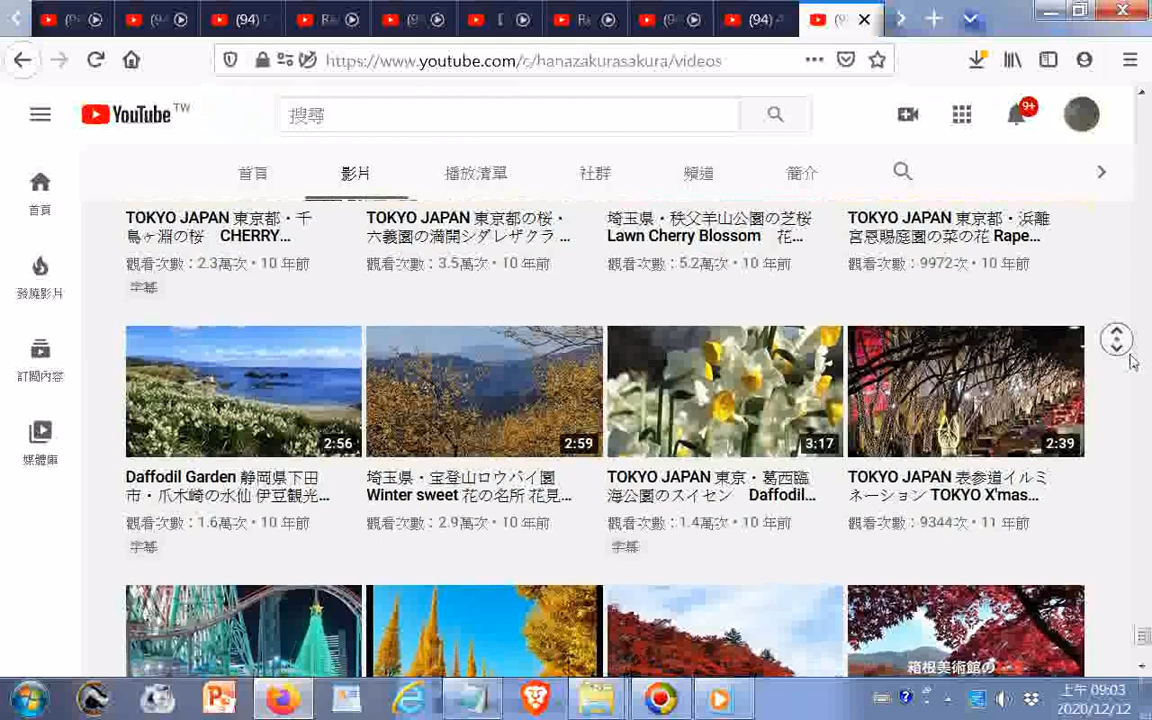 (94)
(94)
https://www.youtube.com/c/hanazakurasakura/videos
YouTube TW
搜尋
9+
首頁
影片
播放清單
社群
頻道
簡介
首頁
發燒影片
訂閱內容
媒體庫
TOKYO JAPAN 東京都・千
鳥ヶ淵の桜 CHERRY...
觀看次數：2.3萬次・10 年前
字幕
TOKYO JAPAN 東京都の桜・
六義園の満開シダレザクラ ...
觀看次數：3.5萬次・10 年前
埼玉県・秩父羊山公園の芝桜
Lawn Cherry Blossom 花...
觀看次數：5.2萬次・10 年前
TOKYO JAPAN 東京都・浜離
宮恩賜庭園の菜の花 Rape...
觀看次數：9972次・10 年前
2:56
Daffodil Garden 静岡県下田
市・爪木崎の水仙 伊豆観光...
觀看次數：1.6萬次・10 年前
字幕
2:59
埼玉県・宝登山ロウバイ園
Winter sweet 花の名所 花見...
觀看次數：2.9萬次・10 年前
3:17
TOKYO JAPAN 東京・葛西臨
海公園のスイセン Daffodil...
觀看次數：1.4萬次・10 年前
字幕
2:39
TOKYO JAPAN 表参道イルミ
ネーション TOKYO X'mas...
觀看次數：9344次・11 年前
箱根美術館の
上午 09:03
2020/12/12